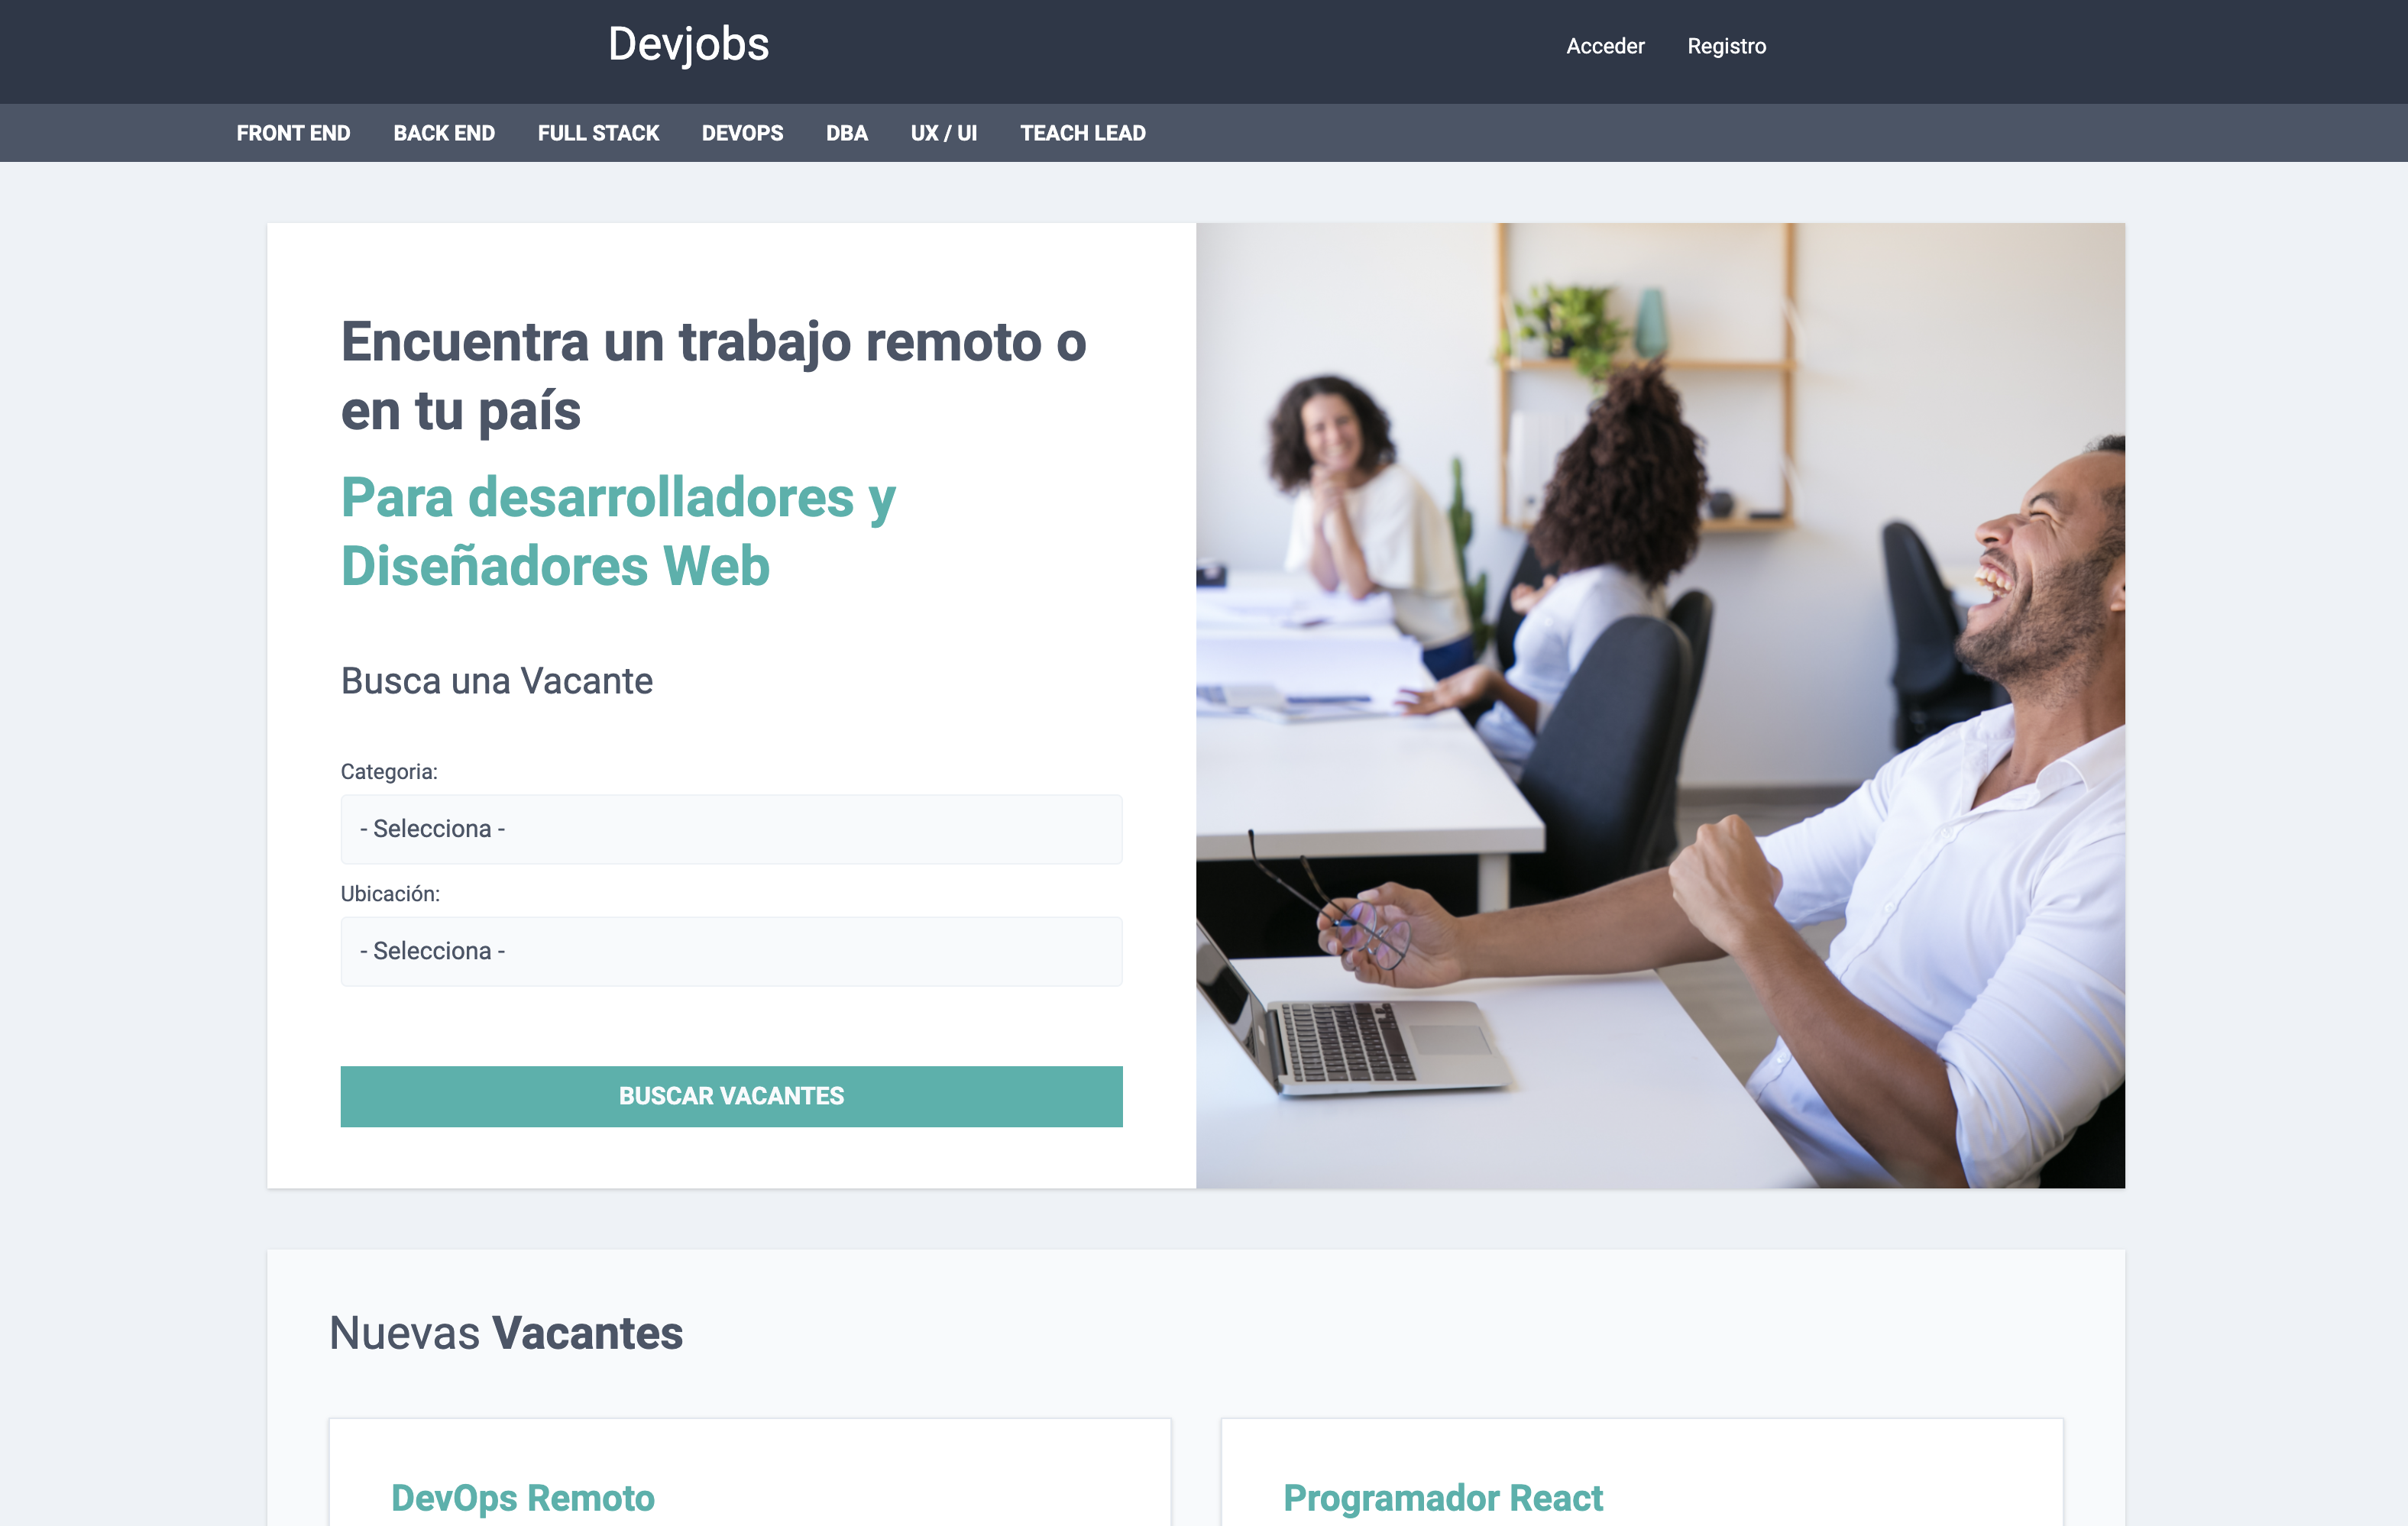 Devjobs
Acceder Registro
FRONT END BACK END FULL STACK DEVOPS DBA UX / UI TEACH LEAD
Encuentra un trabajo remoto o
en tu país
Para desarrolladores y
Diseñadores Web
Busca una Vacante
Categoria:
- Selecciona -
Ubicación:
- Selecciona -
BUSCAR VACANTES
Nuevas Vacantes
DevOps Remoto
Programador React